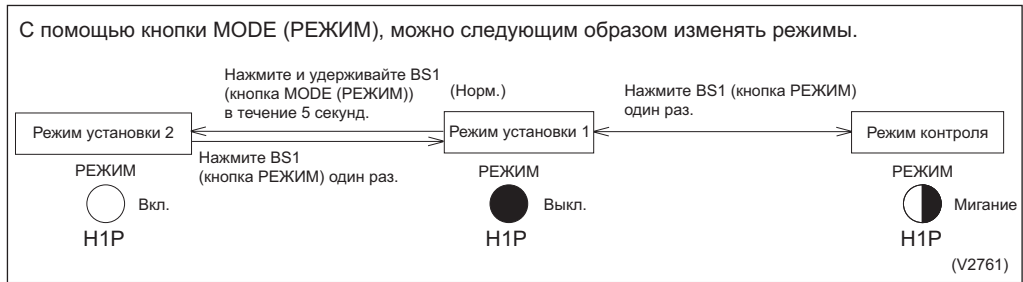 С помощью кнопки MODE (РЕЖИМ), можно следующим образом изменять режимы.
Нажмите и удерживайте BS1
(кнопка MODE (РЕЖИМ))
в течение 5 секунд.
(Норм.)
Нажмите BS1 (кнопка РЕЖИМ)
один раз.
Режим установки 2
Режим установки 1
Режим контроля
Нажмите BS1
(кнопка РЕЖИМ) один раз.
РЕЖИМ
Вкл.
H1P
РЕЖИМ
Выкл.
H1P
РЕЖИМ
Мигание
H1P
(V2761)